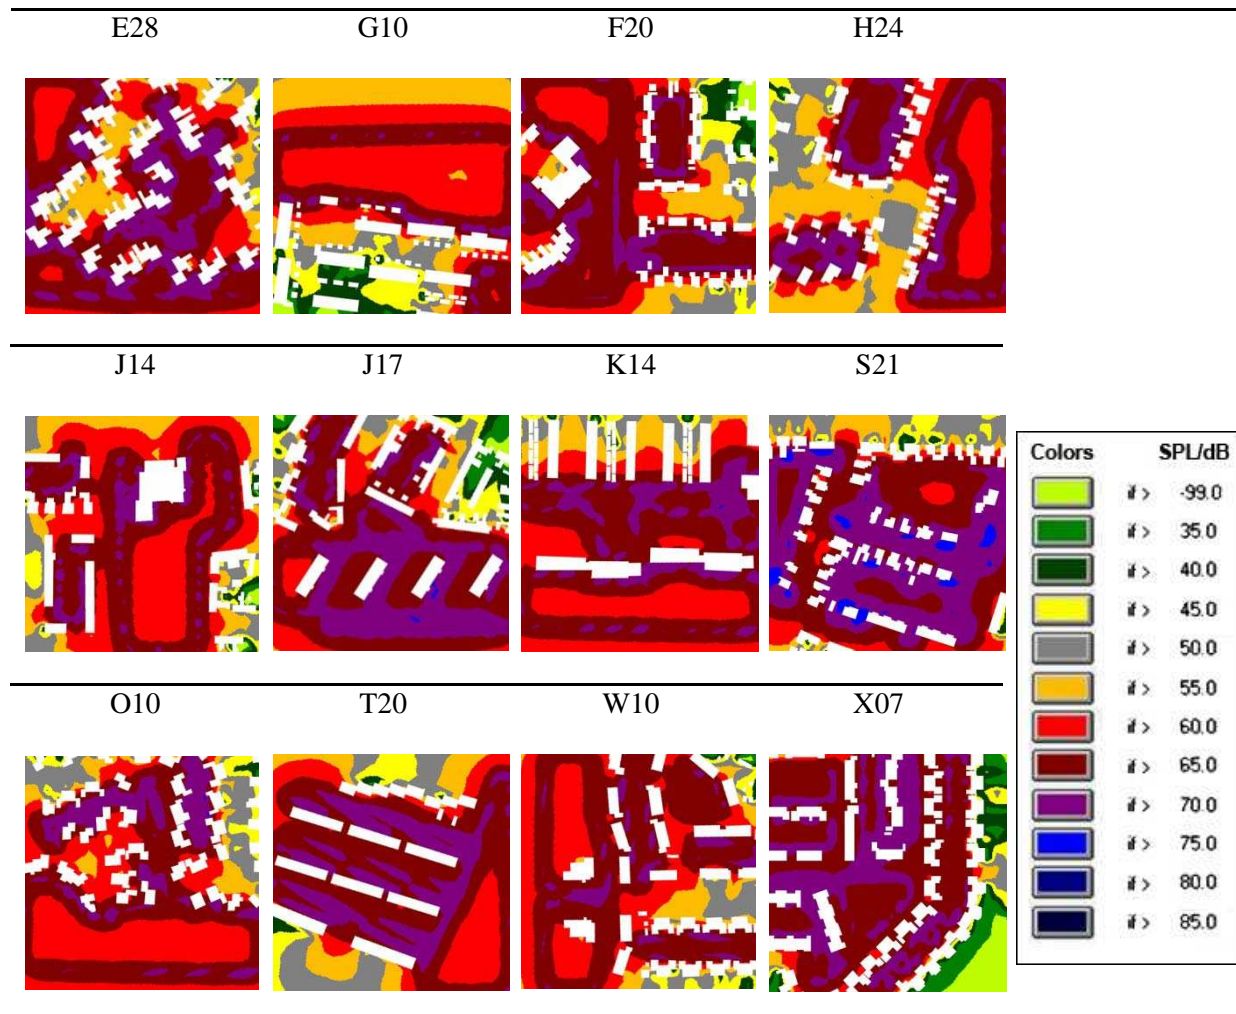 E28 G10 F20 H24
J14 J17 K14 S21
O10 T20 W10 X07
Colors SPL/dB
if > -99.0
if > 35.0
if > 40.0
if > 45.0
if > 50.0
if > 55.0
if > 60.0
if > 65.0
if > 70.0
if > 75.0
if > 80.0
if > 85.0